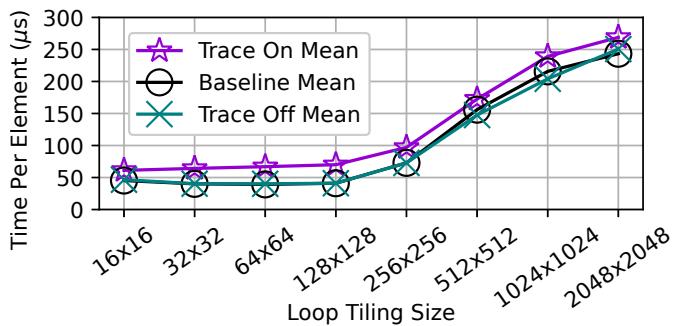 300
250
200
150
100
50
0
Time Per Element (μs)
Trace On Mean
Baseline Mean
Trace Off Mean
16x16
32x32
64x64
128x128
256x256
512x512
1024x1024
2048x2048
Loop Tiling Size